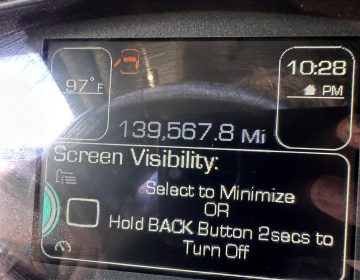 97°F
10:28
PM
139,567.8 Mi
Screen Visibility:
Select to Minimize
OR
Hold BACK Button 2secs to
Turn Off